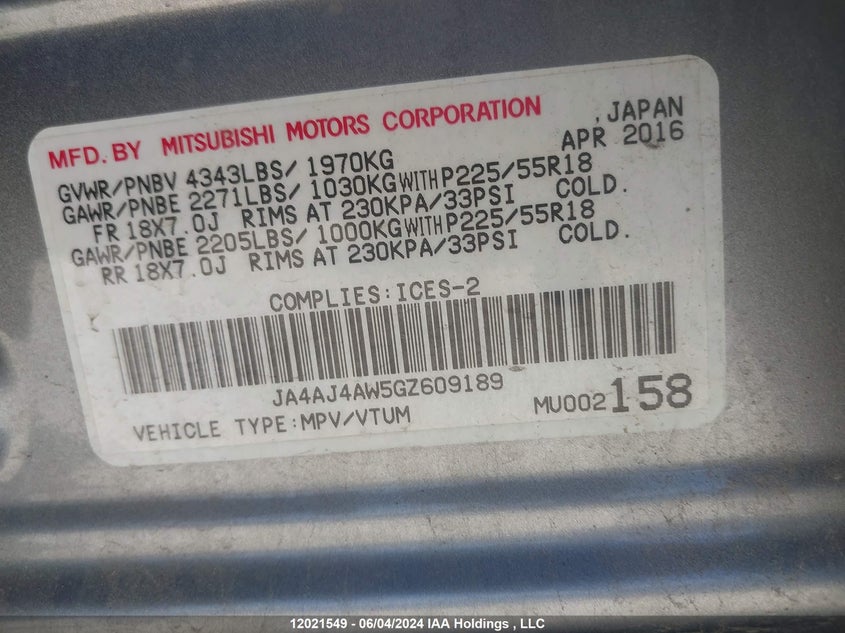 MFD. BY MITSUBISHI MOTORS CORPORATION , JAPAN
APR 2016
GVWR/PNBV 4343LBS/ 1970KG
GAWR/PNBE 2271LBS/ 1030KG WITH P225/55R18
FR 18X7.0J RIMS AT 230KPA/33PSI COLD.
GAWR/PNBE 2205LBS/ 1000KG WITH P225/55R18
RR 18X7.0J RIMS AT 230KPA/33PSI COLD.
COMPLIES:ICES-2
JA4AJ4AW5GZ609189
VEHICLE TYPE:MPV/VTUM MU002158
12021549 - 06/04/2024 IAA Holdings , LLC